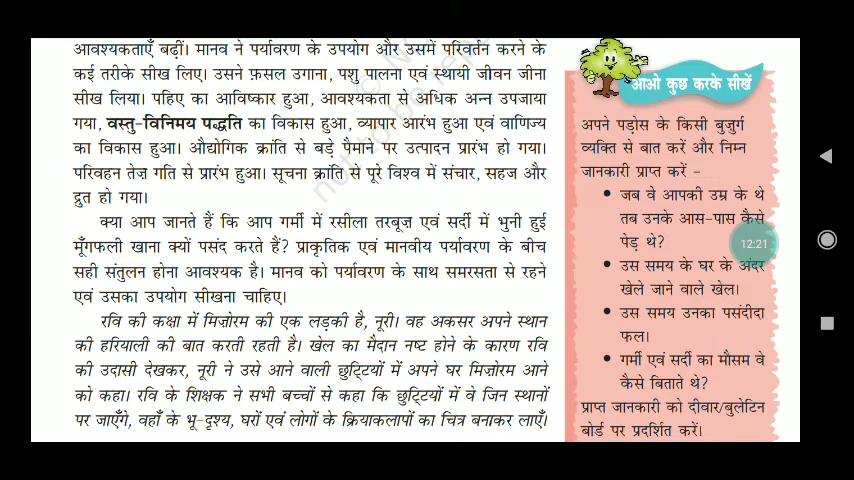 आवश्यकताएँ बढ़ीं। मानव ने पर्यावरण के उपयोग और उसमें परिवर्तन करने के
कई तरीके सीख लिए। उसने फ़सल उगाना, पशु पालना एवं स्थायी जीवन जीना
सीख लिया। पहिए का आविष्कार हुआ, आवश्यकता से अधिक अन्न उपजाया
गया, वस्तु-विनिमय पद्धति का विकास हुआ, व्यापार आरंभ हुआ एवं वाणिज्य
का विकास हुआ। औद्योगिक क्रांति से बड़े पैमाने पर उत्पादन प्रारंभ हो गया।
परिवहन तेज़ गति से प्रारंभ हुआ। सूचना क्रांति से पूरे विश्व में संचार, सहज और
द्रुत हो गया।
क्या आप जानते हैं कि आप गर्मी में रसीला तरबूज़ एवं सर्दी में भुनी हुई
मूँगफली खाना क्यों पसंद करते हैं? प्राकृतिक एवं मानवीय पर्यावरण के बीच
सही संतुलन होना आवश्यक है। मानव को पर्यावरण के साथ समरसता से रहने
एवं उसका उपयोग सीखना चाहिए।
रवि की कक्षा में मिज़ोरम की एक लड़की है, नूरी। वह अकसर अपने स्थान
की हरियाली की बात करती रहती है। खेल का मैदान नष्ट होने के कारण रवि
की उदासी देखकर, नूरी ने उसे आने वाली छुट्टियों में अपने घर मिज़ोरम आने
को कहा। रवि के शिक्षक ने सभी बच्चों से कहा कि छुट्टियों में वे जिन स्थानों
पर जाएँगे, वहाँ के भू-दृश्य, घरों एवं लोगों के क्रियाकलापों का चित्र बनाकर लाएँ।
आओ कुछ करके सीखें
अपने पड़ोस के किसी बुजुर्ग
व्यक्ति से बात करें और निम्न
जानकारी प्राप्त करें –
• जब वे आपकी उम्र के थे
तब उनके आस-पास कैसे
पेड़ थे?
• उस समय के घर के अंदर
खेले जाने वाले खेल।
• उस समय उनका पसंदीदा
फल।
• गर्मी एवं सर्दी का मौसम वे
कैसे बिताते थे?
प्राप्त जानकारी को दीवार/बुलेटिन
बोर्ड पर प्रदर्शित करें।
12:21
not to be rep